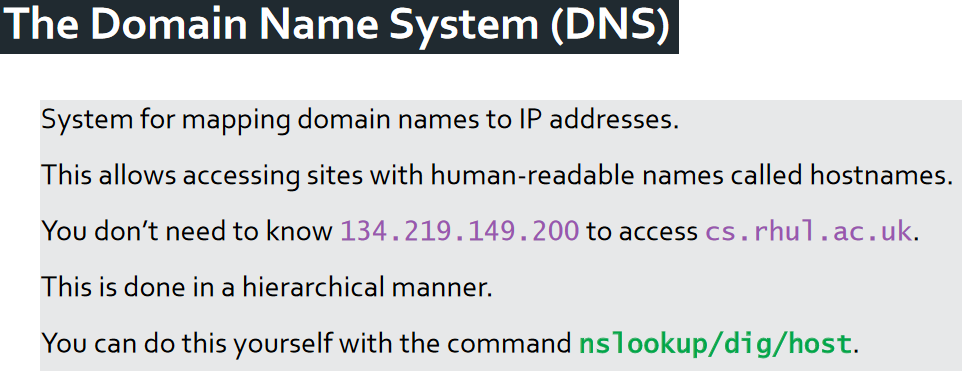 The Domain Name System (DNS)
System for mapping domain names to IP addresses.
This allows accessing sites with human-readable names called hostnames.
You don’t need to know 134.219.149.200 to access cs.rhul.ac.uk.
This is done in a hierarchical manner.
You can do this yourself with the command nslookup/dig/host.